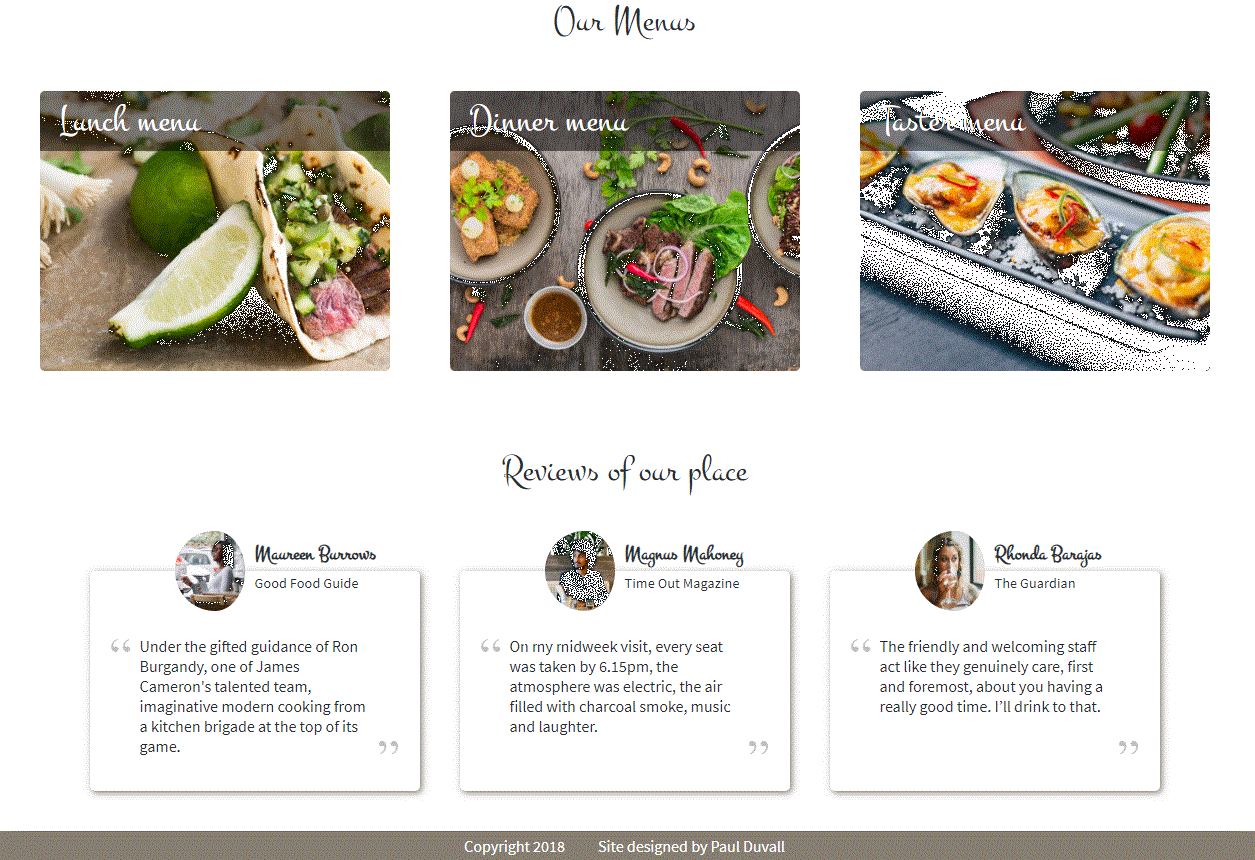 Our Menus
Lunch menu
Dinner menu
Taster menu
Reviews of our place
Maureen Burrows
Good Food Guide
“ Under the gifted guidance of Ron
Burgandy, one of James
Cameron's talented team,
imaginative modern cooking from
a kitchen brigade at the top of its
game. ”
Magnus Mahoney
Time Out Magazine
“ On my midweek visit, every seat
was taken by 6.15pm, the
atmosphere was electric, the air
filled with charcoal smoke, music
and laughter. ”
Rhonda Barajas
The Guardian
“ The friendly and welcoming staff
act like they genuinely care, first
and foremost, about you having a
really good time. I’ll drink to that. ”
Copyright 2018 Site designed by Paul Duvall